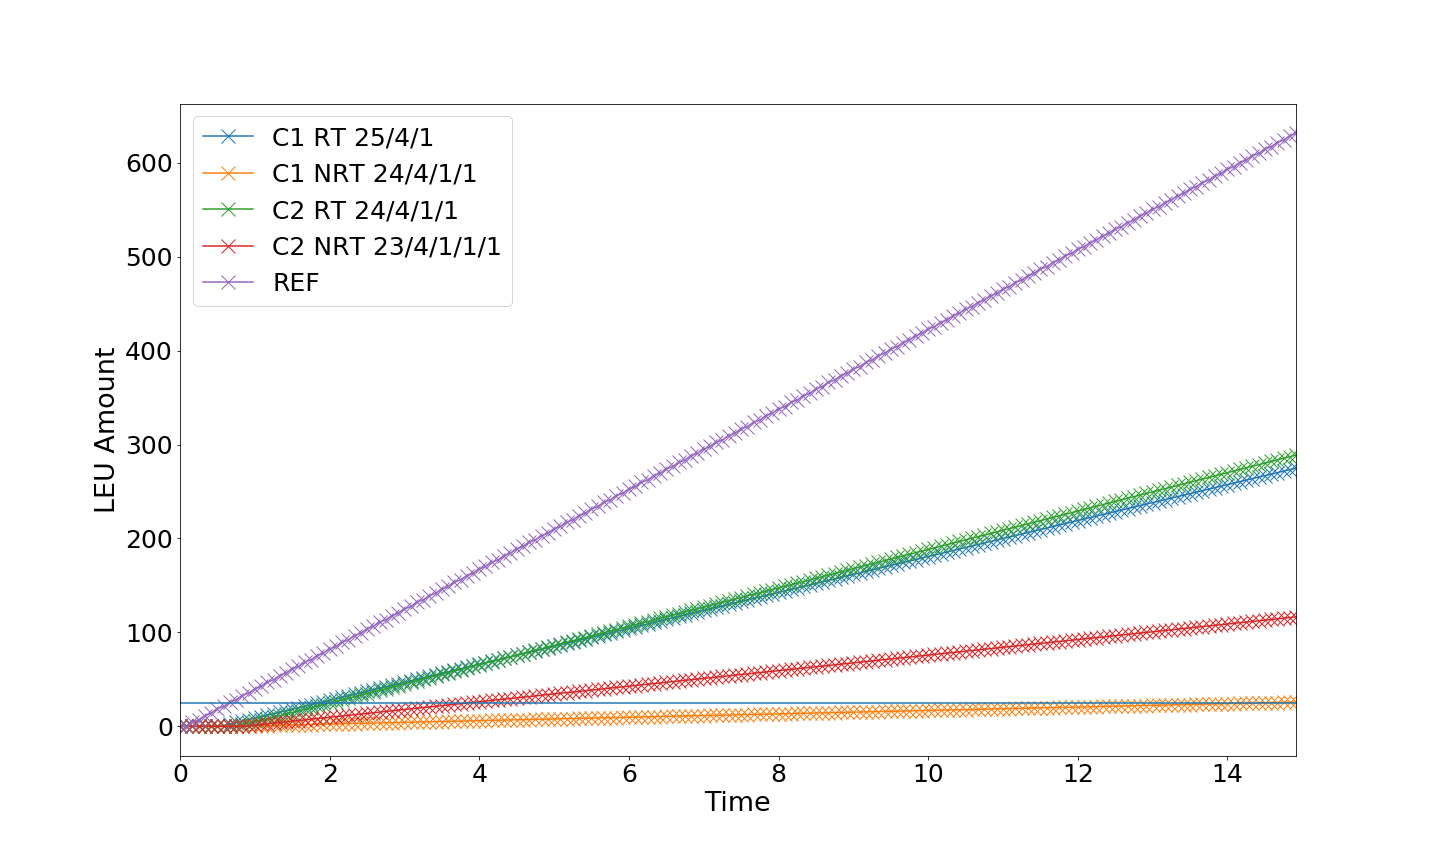 C1 RT 25/4/1
C1 NRT 24/4/1/1
C2 RT 24/4/1/1
C2 NRT 23/4/1/1/1
REF
600
500
400
300
200
100
0
LEU Amount
0 2 4 6 8 10 12 14
Time